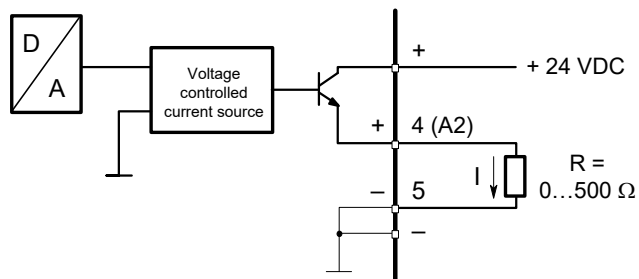 D
A
Voltage
controlled
current source
+
+ 24 VDC
+
4 (A2)
I
R =
0…500 Ω
–
5
–